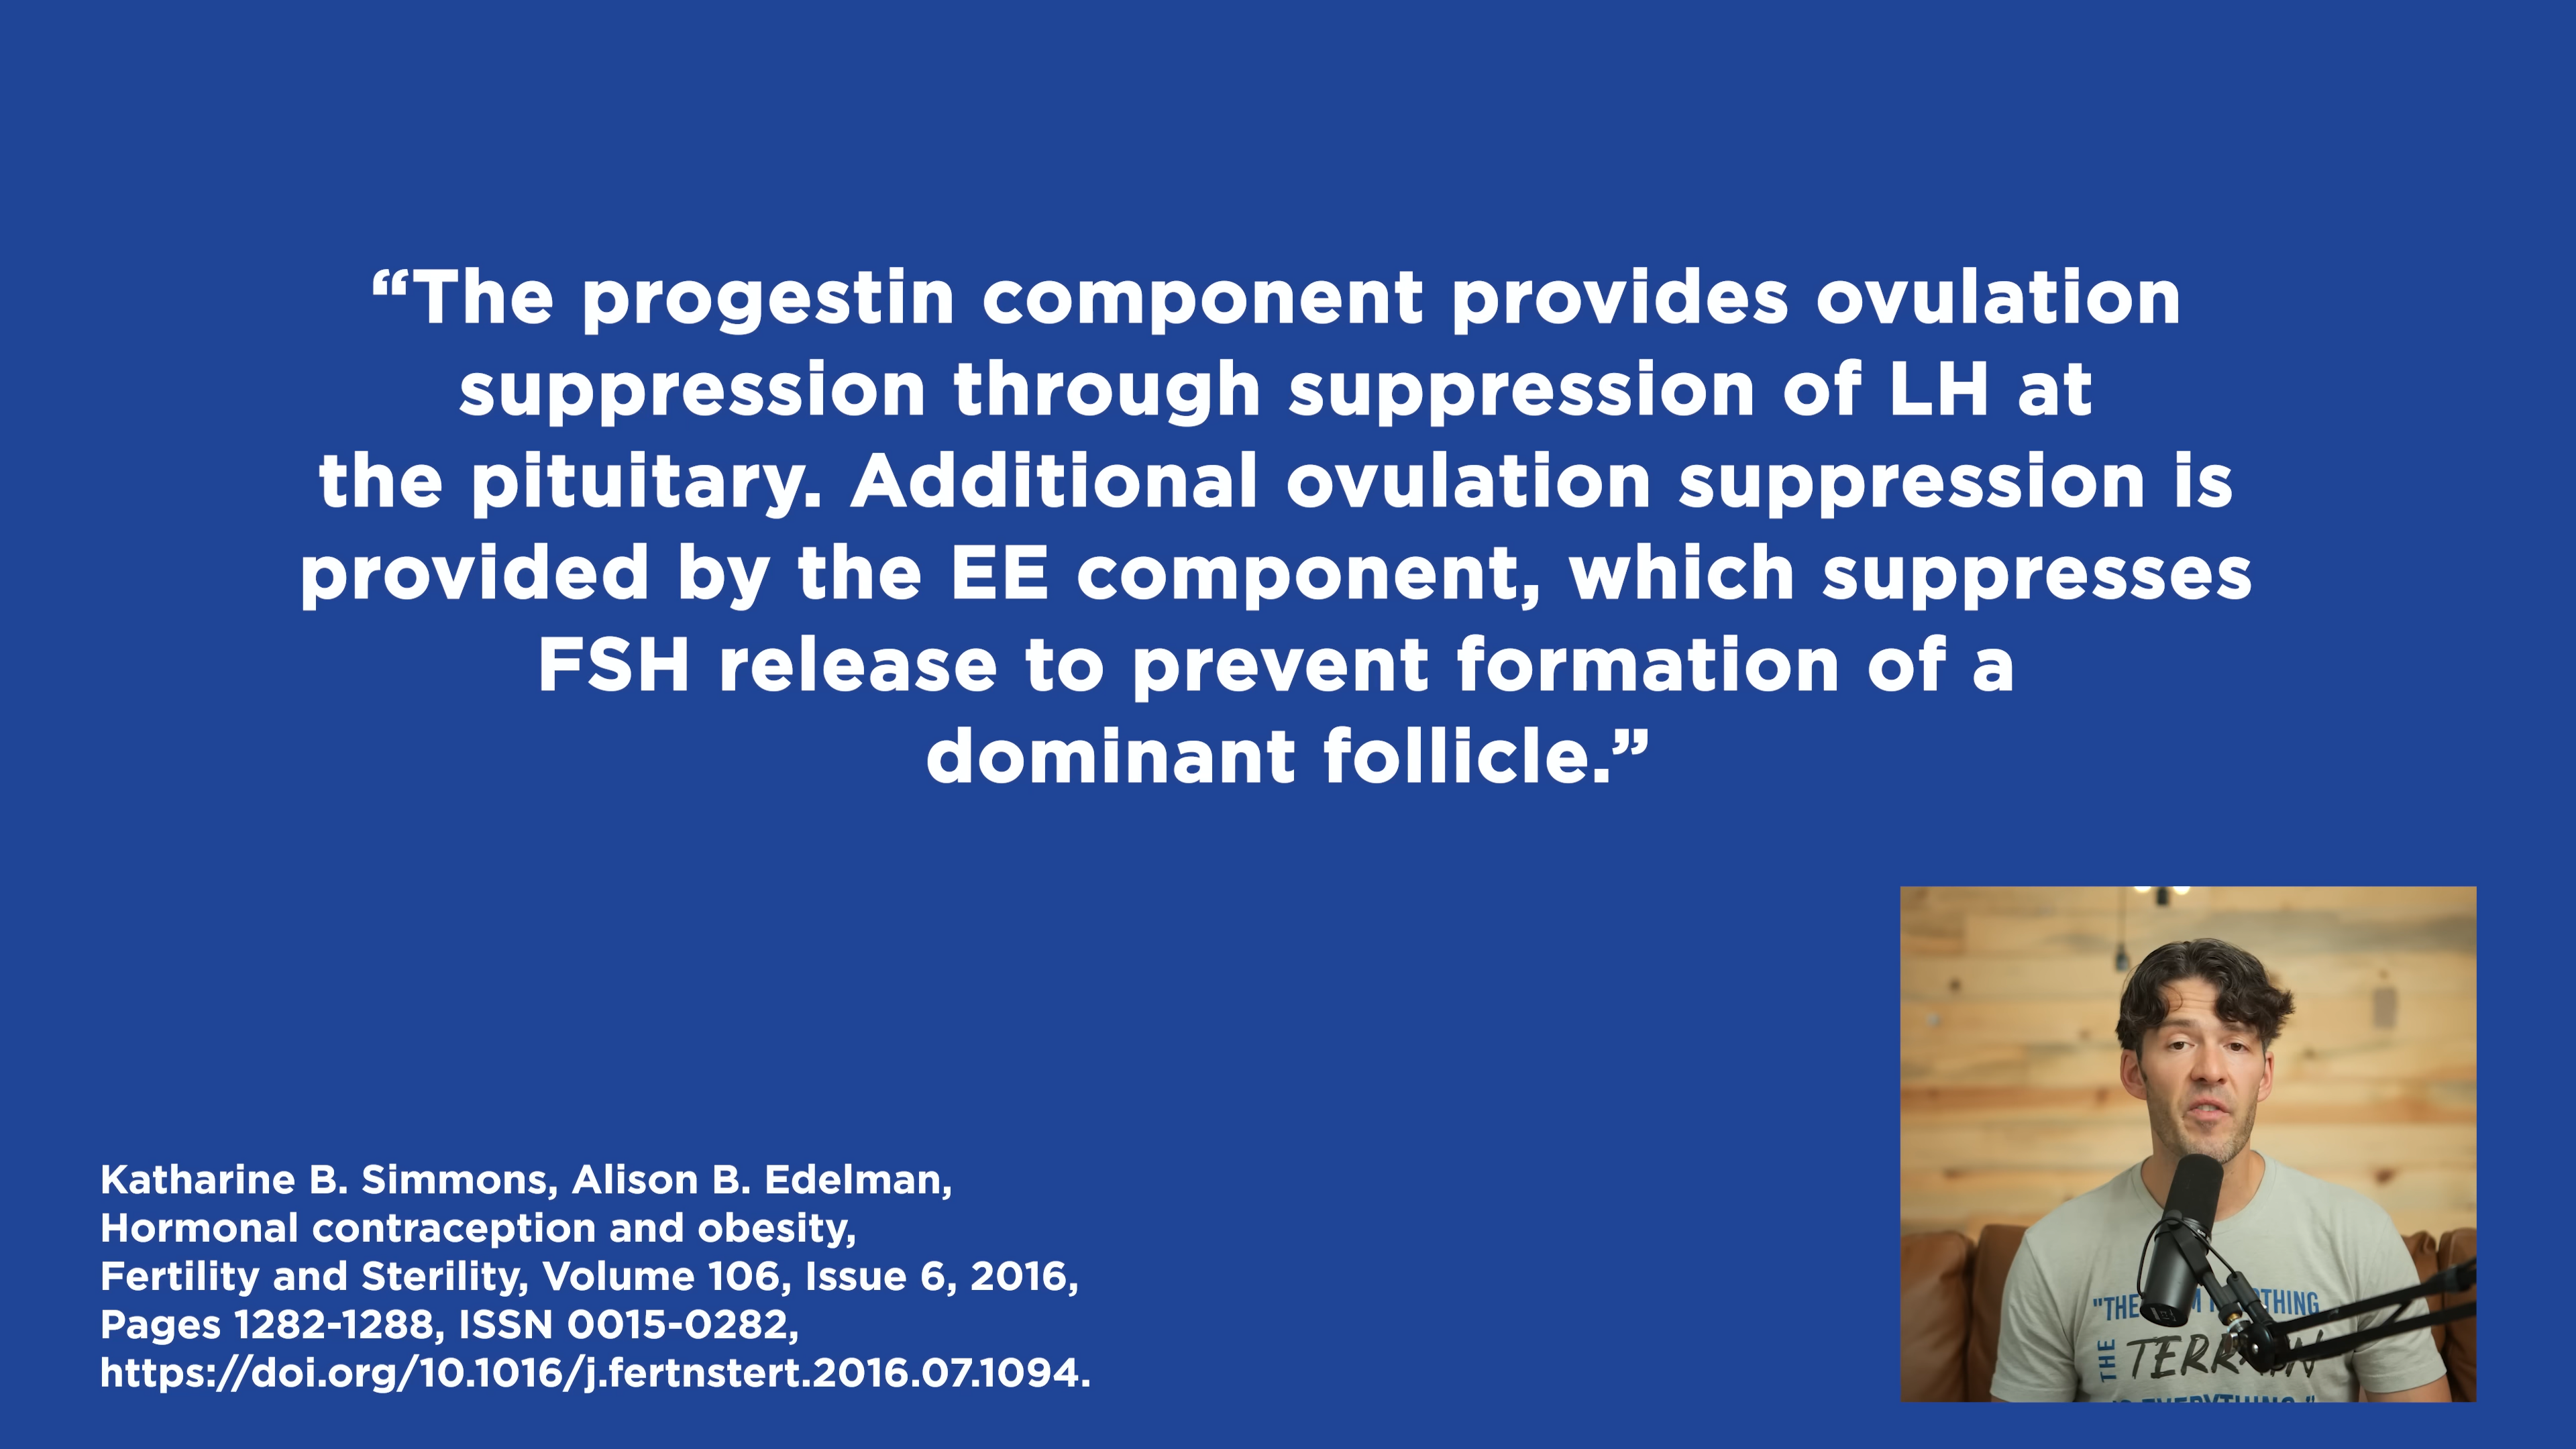 “The progestin component provides ovulation
suppression through suppression of LH at
the pituitary. Additional ovulation suppression is
provided by the EE component, which suppresses
FSH release to prevent formation of a
dominant follicle.”
Katharine B. Simmons, Alison B. Edelman,
Hormonal contraception and obesity,
Fertility and Sterility, Volume 106, Issue 6, 2016,
Pages 1282-1288, ISSN 0015-0282,
https://doi.org/10.1016/j.fertnstert.2016.07.1094.
"THE
THE